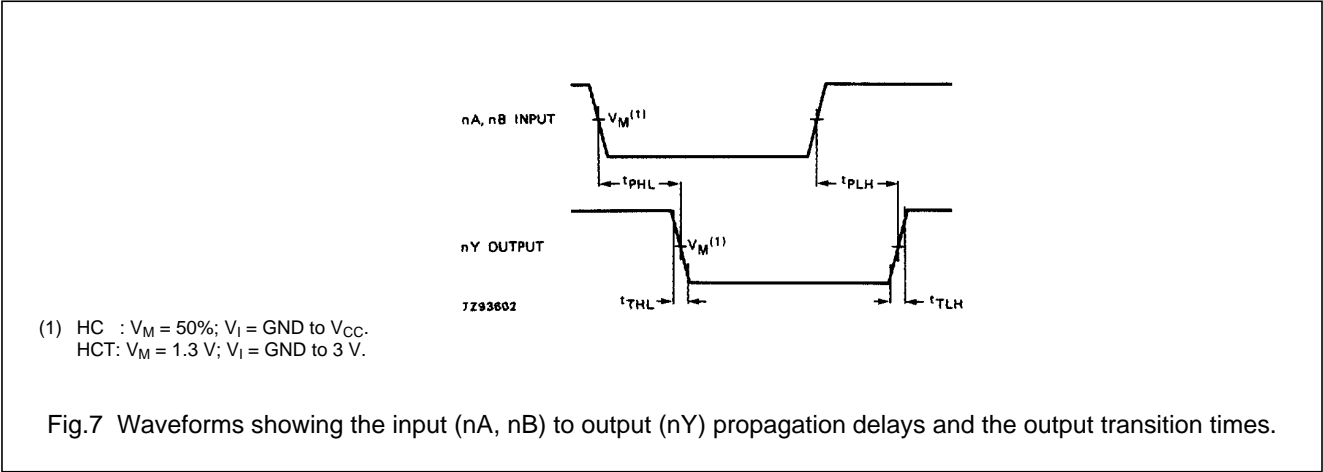 nA, nB INPUT
VM(1)
tPHL
tPLH
nY OUTPUT
VM(1)
tTHL
tTLH
7Z93602
(1) HC : VM = 50%; VI = GND to VCC.
HCT: VM = 1.3 V; VI = GND to 3 V.
Fig.7 Waveforms showing the input (nA, nB) to output (nY) propagation delays and the output transition times.